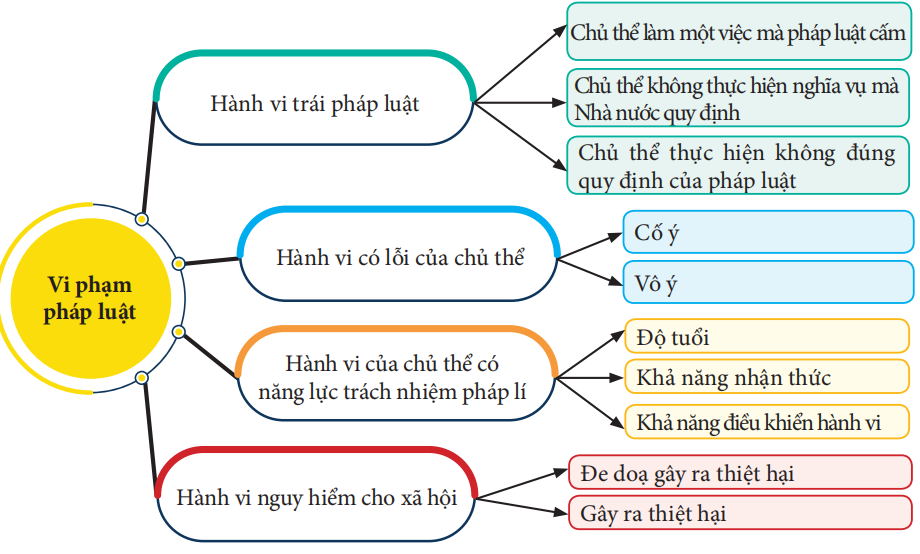 Vi phạm
pháp luật
Hành vi trái pháp luật
Chủ thể làm một việc mà pháp luật cấm
Chủ thể không thực hiện nghĩa vụ mà
Nhà nước quy định
Chủ thể thực hiện không đúng
quy định của pháp luật
Hành vi có lỗi của chủ thể
Cố ý
Vô ý
Hành vi của chủ thể có
năng lực trách nhiệm pháp lí
Độ tuổi
Khả năng nhận thức
Khả năng điều khiển hành vi
Hành vi nguy hiểm cho xã hội
Đe doạ gây ra thiệt hại
Gây ra thiệt hại